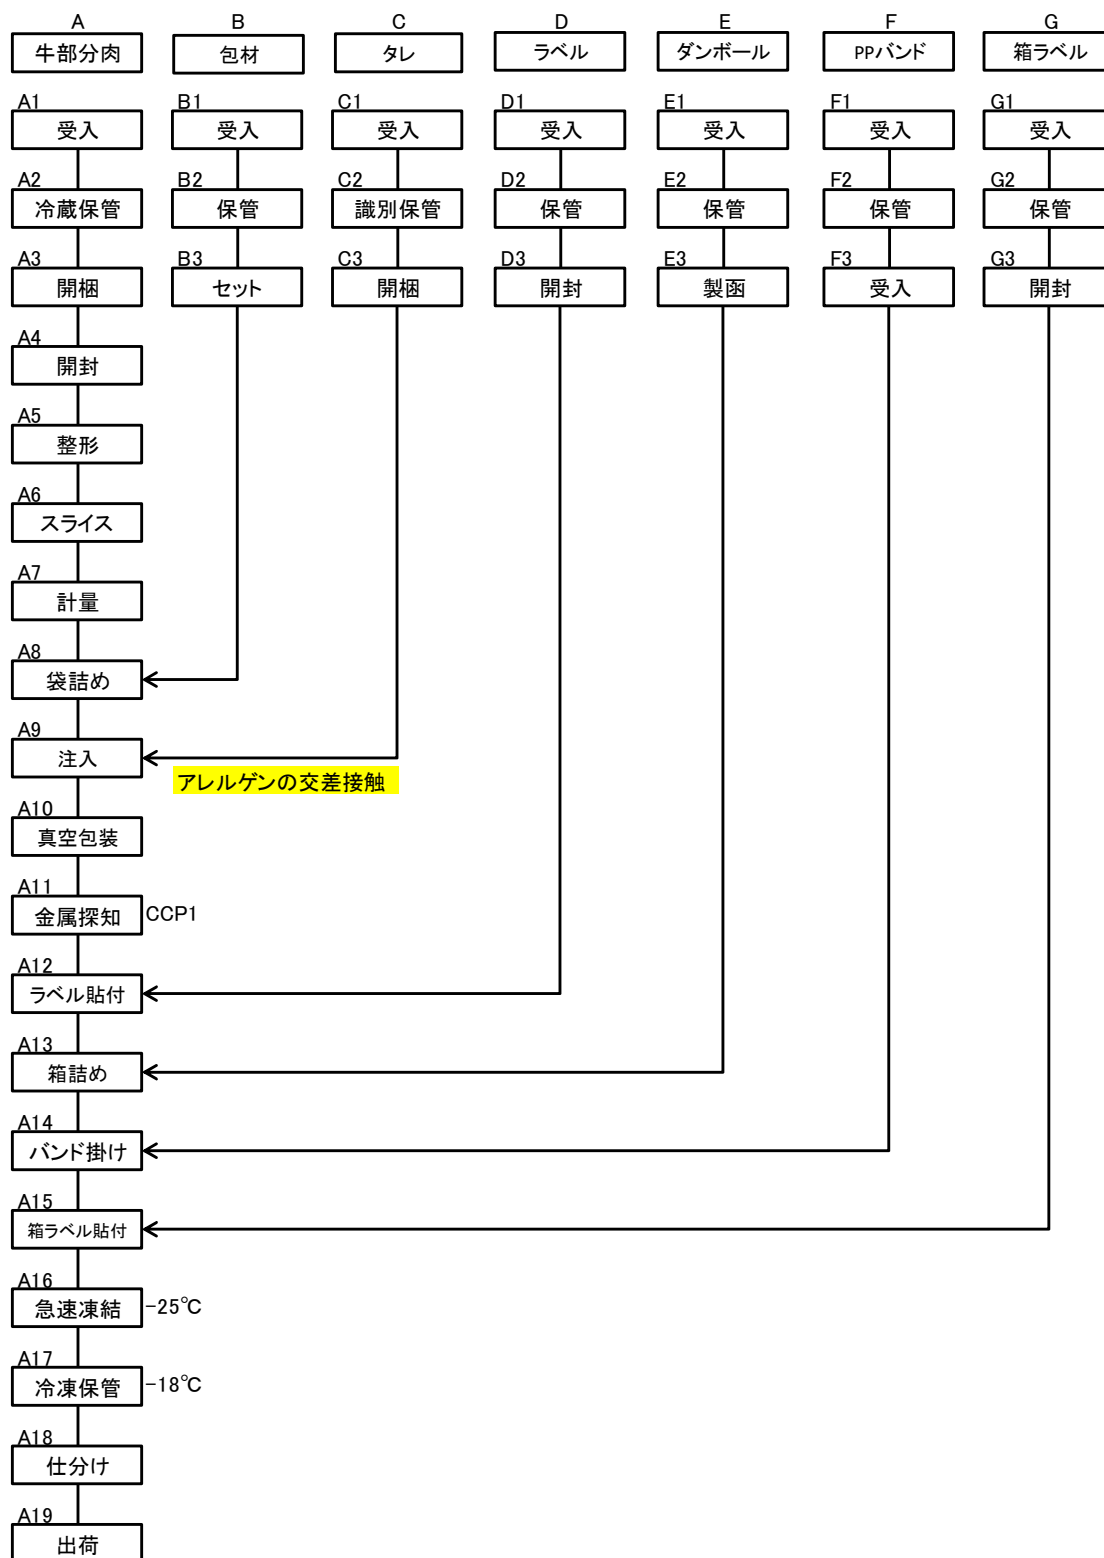 A B C D E F G
牛部分肉 包材 タレ ラベル ダンボール PPバンド 箱ラベル
A1 B1 C1 D1 E1 F1 G1
受入 受入 受入 受入 受入 受入 受入
A2 B2 C2 D2 E2 F2 G2
冷蔵保管 保管 識別保管 保管 保管 保管 保管
A3 B3 C3 D3 E3 F3 G3
開梱 セット 開梱 開封 製函 受入 開封
A4
開封
A5
整形
A6
スライス
A7
計量
A8
袋詰め
A9
注入
アレルゲンの交差接触
A10
真空包装
A11
金属探知 CCP1
A12
ラベル貼付
A13
箱詰め
A14
バンド掛け
A15
箱ラベル貼付
A16
急速凍結 -25℃
A17
冷凍保管 -18℃
A18
仕分け
A19
出荷